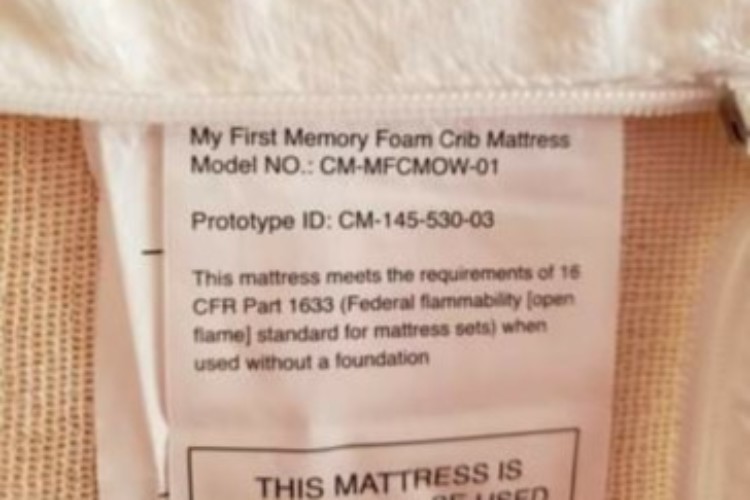 My First Memory Foam Crib Mattress
Model NO.: CM-MFCMOW-01
Prototype ID: CM-145-530-03
This mattress meets the requirements of 16
CFR Part 1633 (Federal flammability [open
flame] standard for mattress sets) when
used without a foundation
THIS MATTRESS IS
BE USED